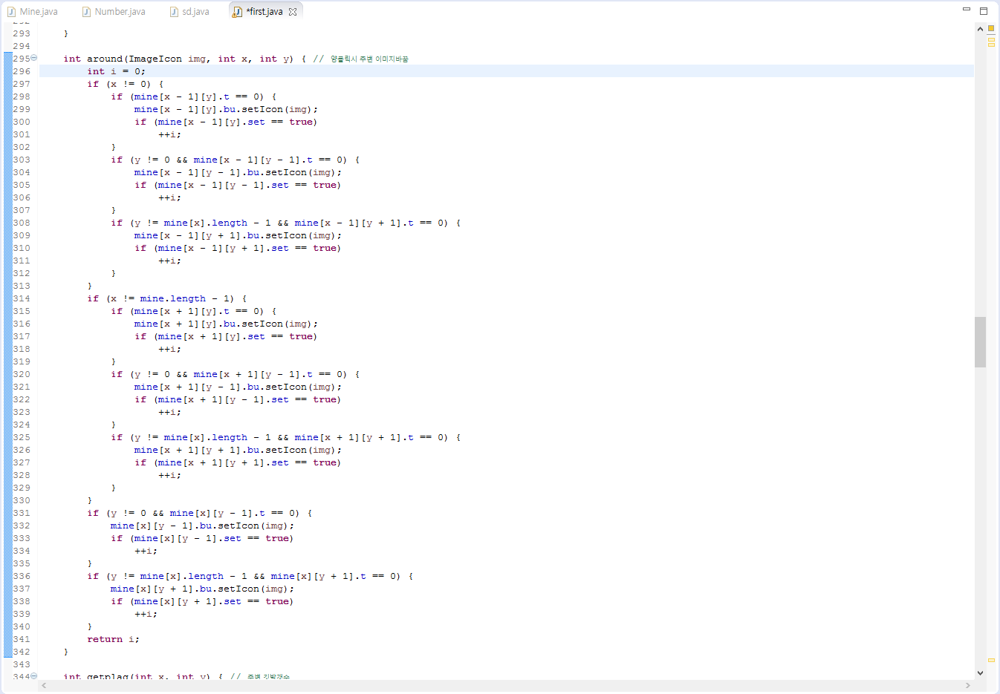 Mine.java Number.java sd.java *first.java
293 }
294
295 int around(ImageIcon img, int x, int y) { // 양클릭시 주변 이미지바꿈
296 int i = 0;
297 if (x != 0) {
298 if (mine[x - 1][y].t == 0) {
299 mine[x - 1][y].bu.setIcon(img);
300 if (mine[x - 1][y].set == true)
301 ++i;
302 }
303 if (y != 0 && mine[x - 1][y - 1].t == 0) {
304 mine[x - 1][y - 1].bu.setIcon(img);
305 if (mine[x - 1][y - 1].set == true)
306 ++i;
307 }
308 if (y != mine[x].length - 1 && mine[x - 1][y + 1].t == 0) {
309 mine[x - 1][y + 1].bu.setIcon(img);
310 if (mine[x - 1][y + 1].set == true)
311 ++i;
312 }
313 }
314 if (x != mine.length - 1) {
315 if (mine[x + 1][y].t == 0) {
316 mine[x + 1][y].bu.setIcon(img);
317 if (mine[x + 1][y].set == true)
318 ++i;
319 }
320 if (y != 0 && mine[x + 1][y - 1].t == 0) {
321 mine[x + 1][y - 1].bu.setIcon(img);
322 if (mine[x + 1][y - 1].set == true)
323 ++i;
324 }
325 if (y != mine[x].length - 1 && mine[x + 1][y + 1].t == 0) {
326 mine[x + 1][y + 1].bu.setIcon(img);
327 if (mine[x + 1][y + 1].set == true)
328 ++i;
329 }
330 }
331 if (y != 0 && mine[x][y - 1].t == 0) {
332 mine[x][y - 1].bu.setIcon(img);
333 if (mine[x][y - 1].set == true)
334 ++i;
335 }
336 if (y != mine[x].length - 1 && mine[x][y + 1].t == 0) {
337 mine[x][y + 1].bu.setIcon(img);
338 if (mine[x][y + 1].set == true)
339 ++i;
340 }
341 return i;
342 }
343
344 int getplag(int x, int y) { // 주변 깃발갯수